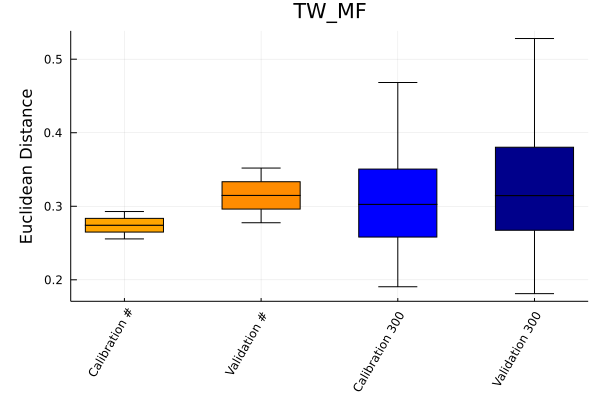 TW_MF
Euclidean Distance
0.5
0.4
0.3
0.2
Calibration #
Validation #
Calibration 300
Validation 300